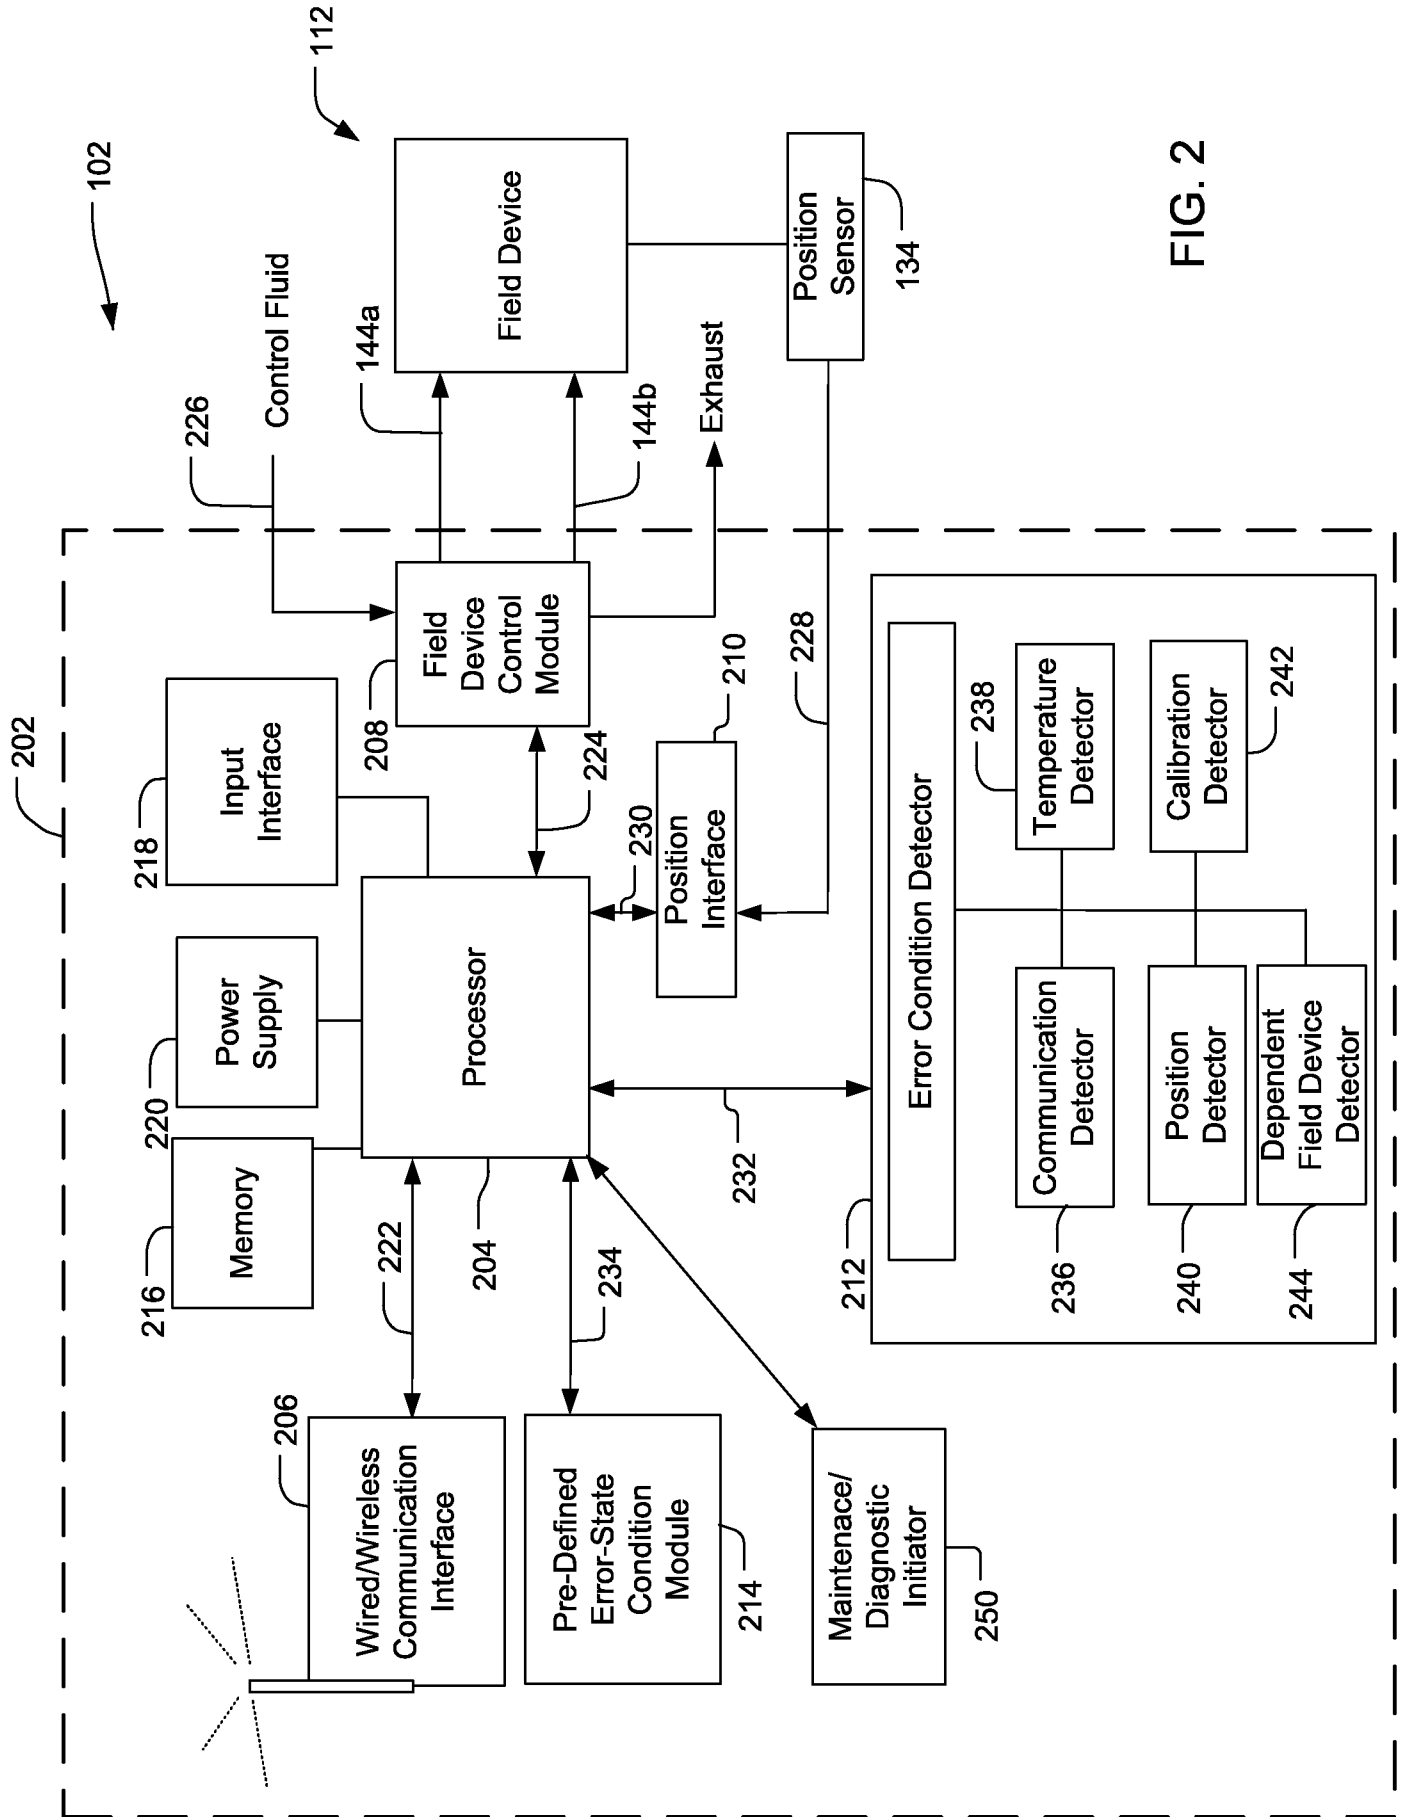 102
112
202
226
Control Fluid
144a
144b
Field Device
Exhaust
Position
Sensor
134
218
Input
Interface
208
Field
Device
Control
Module
220
Power
Supply
216
Memory
Processor
204
224
230
210
Position
Interface
228
206
Wired/Wireless
Communication
Interface
222
234
Pre-Defined
Error-State
Condition
Module
214
232
Maintenace/
Diagnostic
Initiator
250
212
Error Condition Detector
Communication
Detector
236
238
Temperature
Detector
Position
Detector
240
Calibration
Detector
242
Dependent
Field Device
Detector
244
FIG. 2